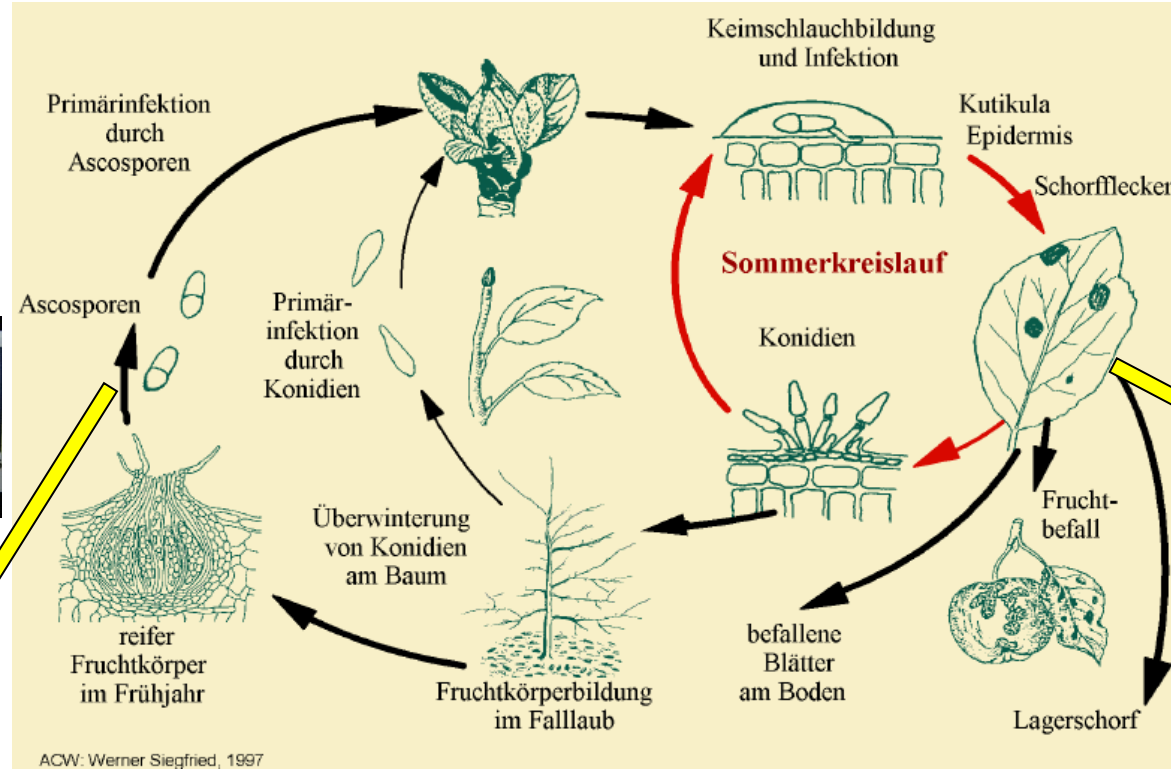 Keimschlauchbildung
und Infektion
Primärinfektion
durch
Ascosporen
Kutikula
Epidermis
Schorfflecken
Sommerkreislauf
Ascosporen
Primär-
infektion
durch
Konidien
Konidien
Überwinterung
von Konidien
am Baum
Frucht-
befall
reifer
Fruchtkörper
im Frühjahr
Fruchtkörperbildung
im Falllaub
befallene
Blätter
am Boden
Lagerschorf
ACW: Werner Siegfried, 1997